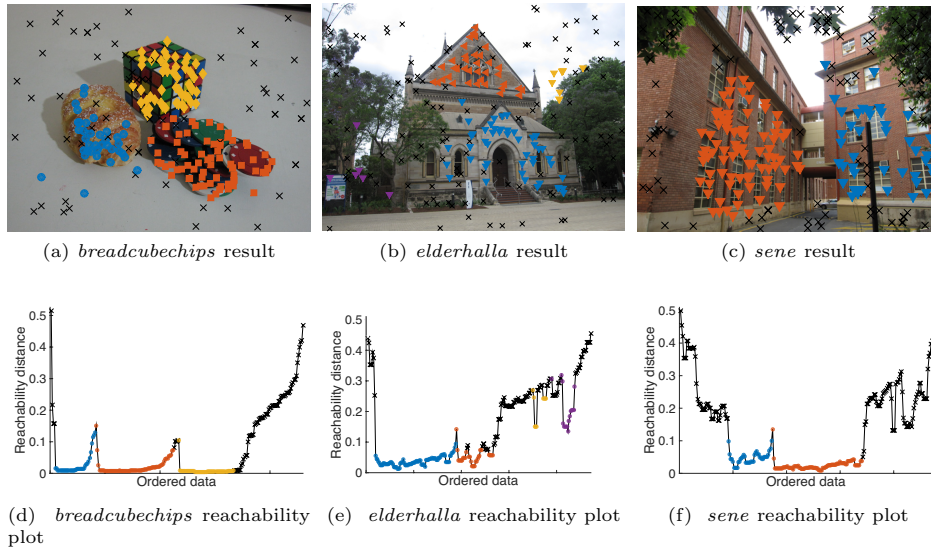 (a) breadcubechips result
(b) elderhalla result
(c) sene result
Reachability distance
0.5
0.4
0.3
0.2
0.1
0
Ordered data
Reachability distance
0.5
0.4
0.3
0.2
0.1
0
Ordered data
Reachability distance
0.5
0.4
0.3
0.2
0.1
0
Ordered data
(d) breadcubechips reachability
plot
(e) elderhalla reachability plot
(f) sene reachability plot